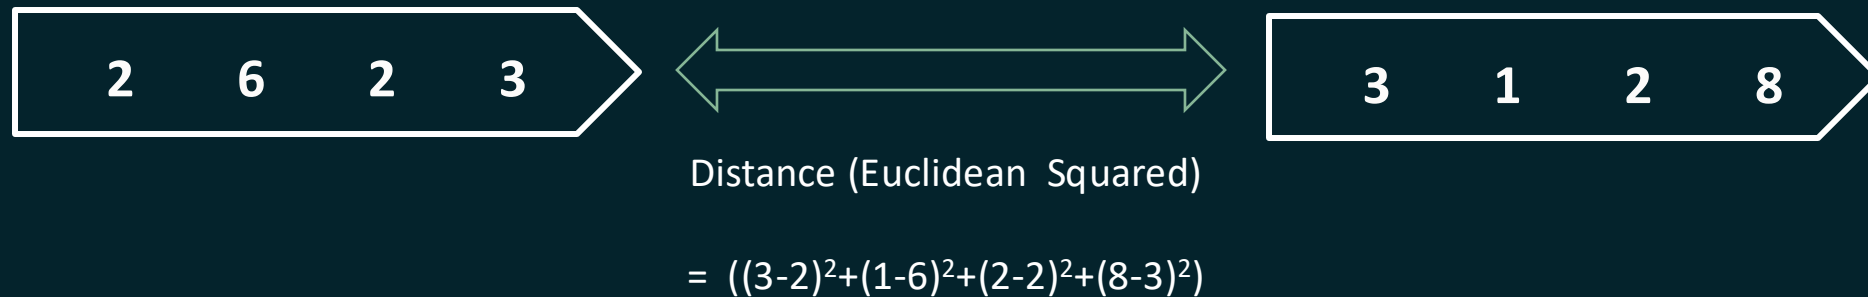 2 6 2 3
3 1 2 8
Distance (Euclidean Squared)
= ((3-2)²+(1-6)²+(2-2)²+(8-3)²)